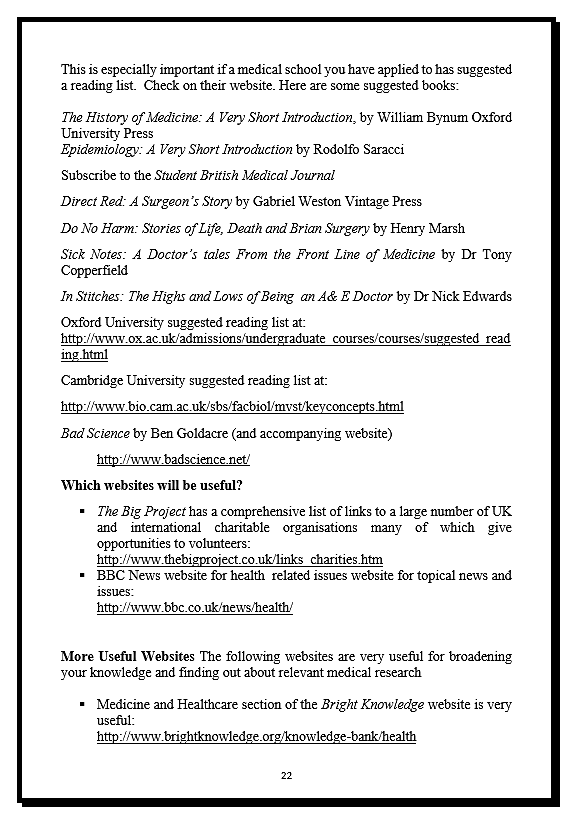 This is especially important if a medical school you have applied to has suggested
a reading list.  Check on their website. Here are some suggested books:
The History of Medicine: A Very Short Introduction, by William Bynum Oxford
University Press
Epidemiology: A Very Short Introduction by Rodolfo Saracci
Subscribe to the Student British Medical Journal
Direct Red: A Surgeon's Story by Gabriel Weston Vintage Press
Do No Harm: Stories of Life, Death and Brian Surgery by Henry Marsh
Sick Notes: A Doctor's tales From the Front Line of Medicine by Dr Tony
Copperfield
In Stitches: The Highs and Lows of Being  an A& E Doctor by Dr Nick Edwards
Oxford University suggested reading list at:
http://www.ox.ac.uk/admissions/undergraduate_courses/courses/suggested_read
ing.html
Cambridge University suggested reading list at:
http://www.bio.cam.ac.uk/sbs/facbiol/mvst/keyconcepts.html
Bad Science by Ben Goldacre (and accompanying website)
http://www.badscience.net/
Which websites will be useful?
▪ The Big Project has a comprehensive list of links to a large number of UK
and international charitable organisations many of which give
opportunities to volunteers:
http://www.thebigproject.co.uk/links_charities.htm
▪ BBC News website for health  related issues website for topical news and
issues:
http://www.bbc.co.uk/news/health/
More Useful Websites The following websites are very useful for broadening
your knowledge and finding out about relevant medical research
▪ Medicine and Healthcare section of the Bright Knowledge website is very
useful:
http://www.brightknowledge.org/knowledge-bank/health
22